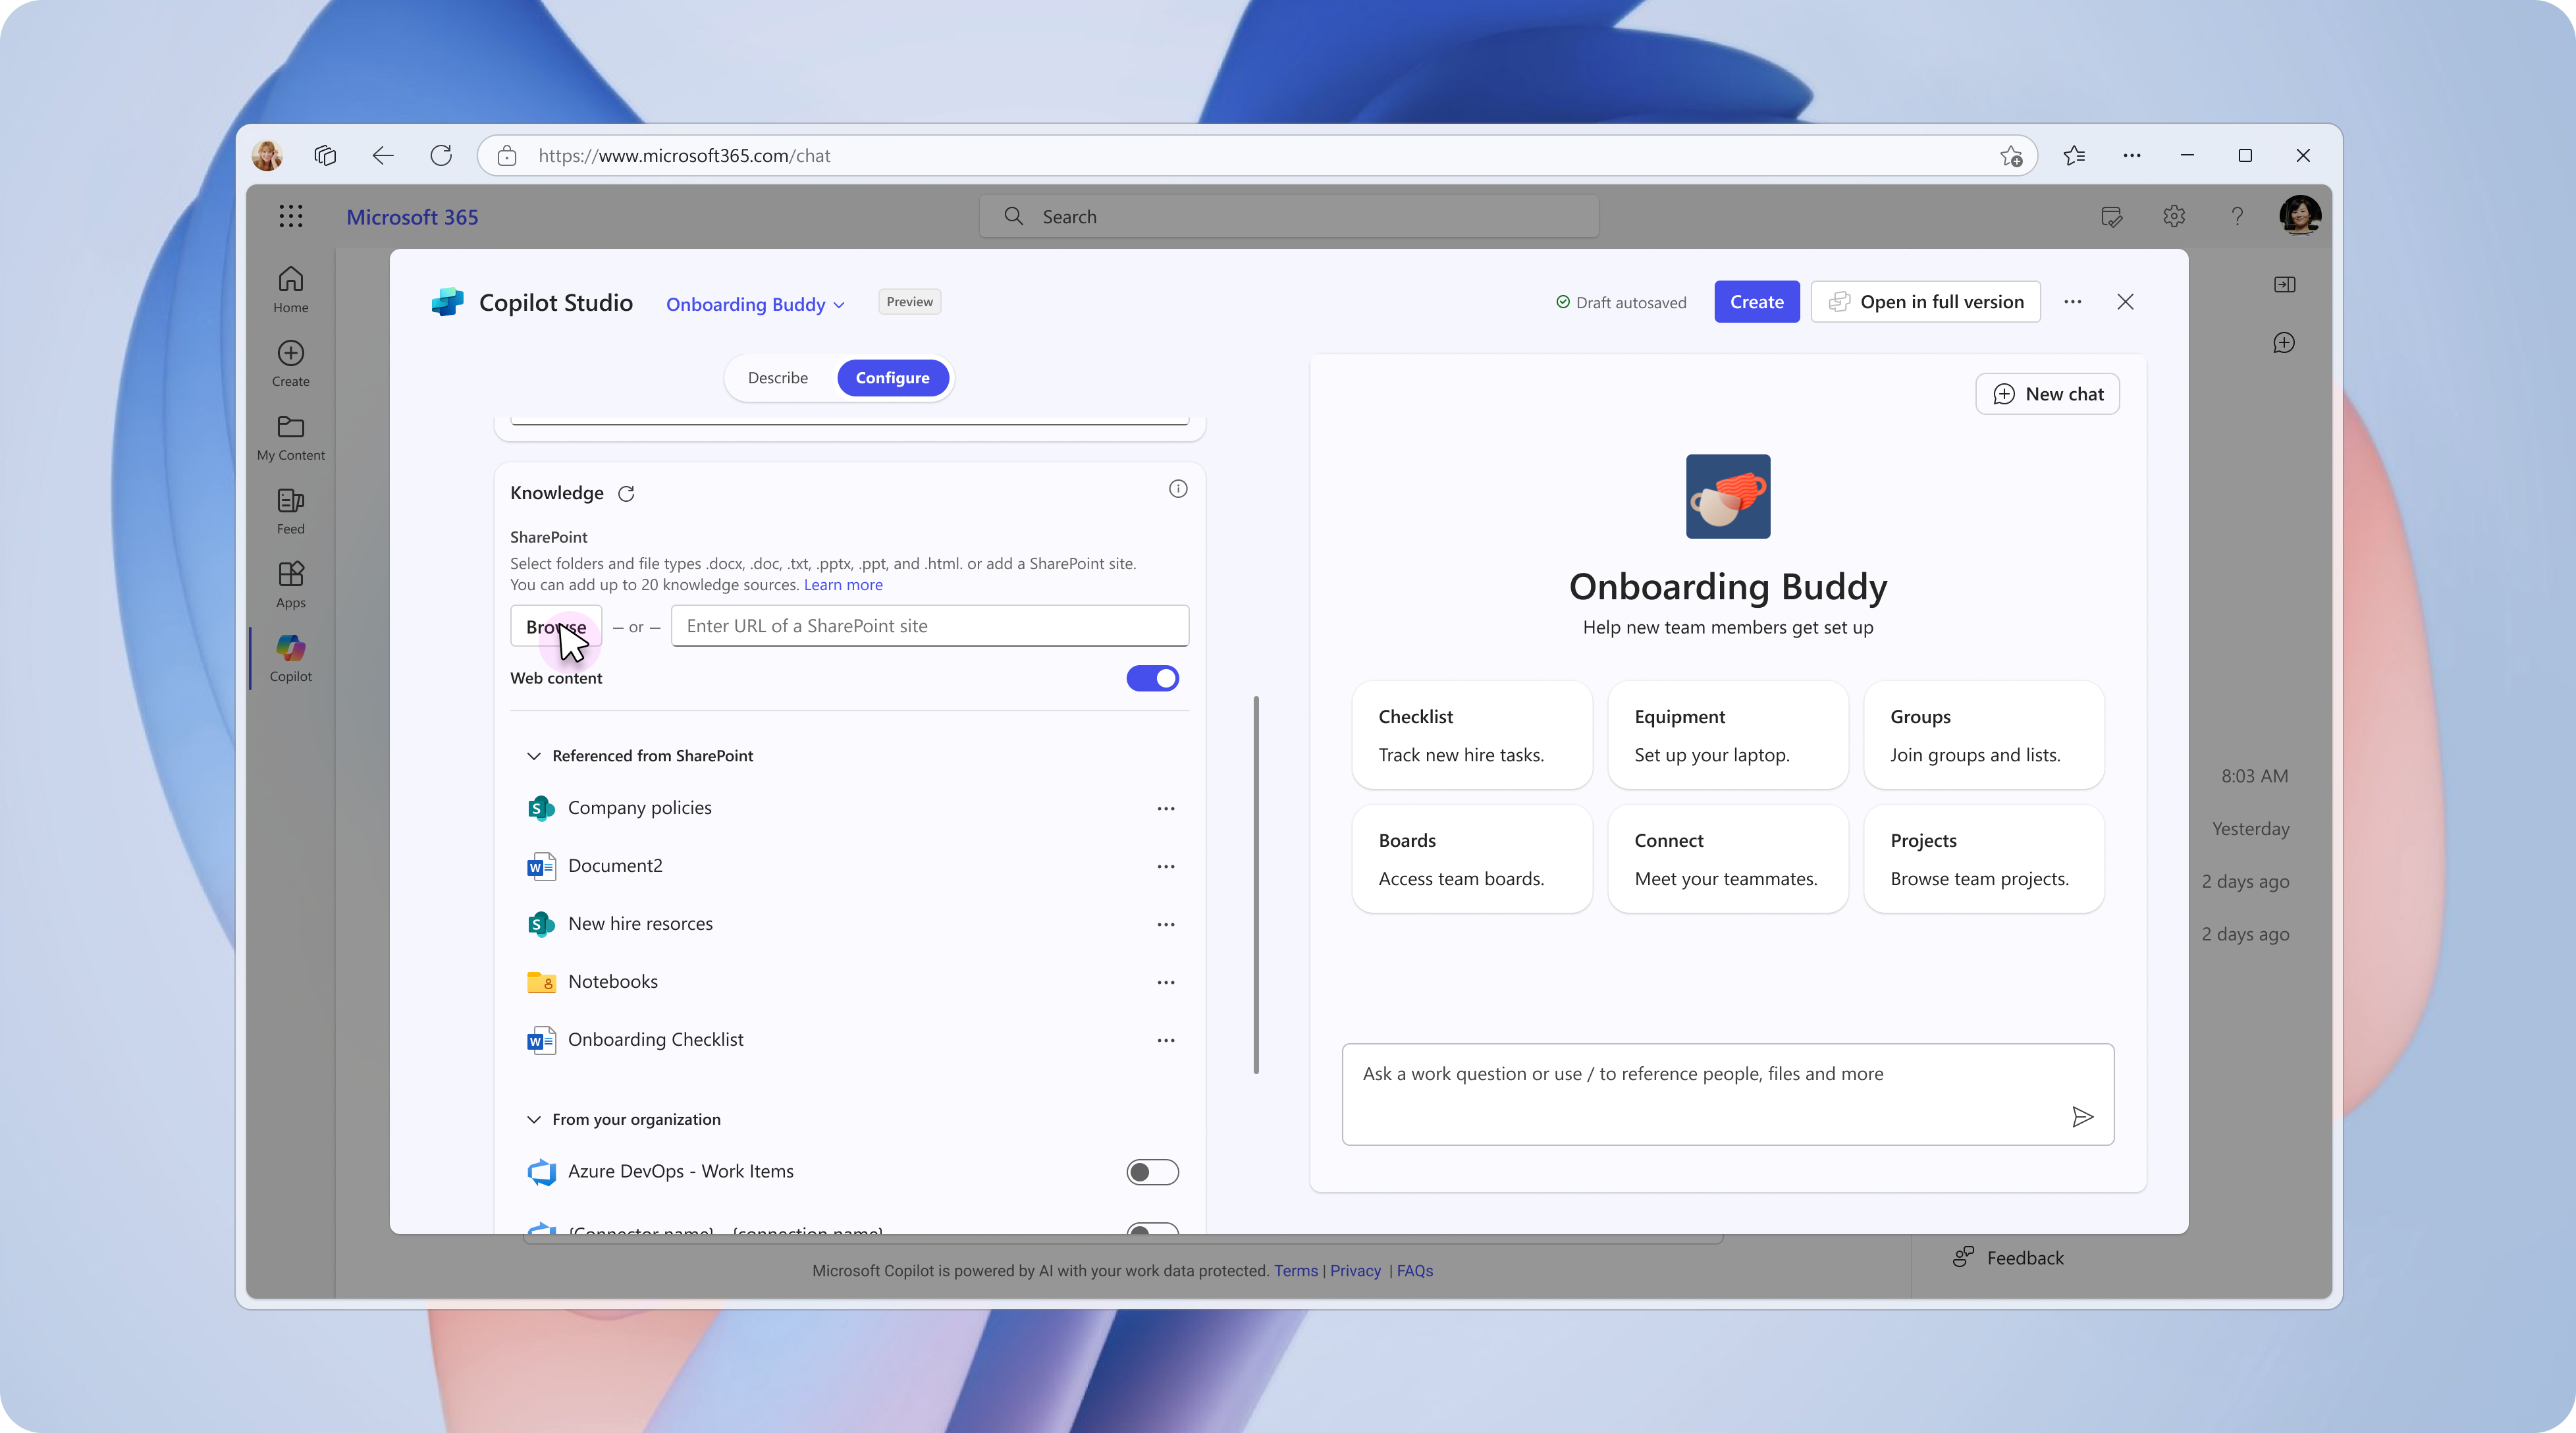 https://www.microsoft365.com/chat
Microsoft 365
Search
Home
Create
My Content
Feed
Apps
Copilot
Copilot Studio
Onboarding Buddy
Preview
Draft autosaved
Create
Open in full version
Describe
Configure
Knowledge
SharePoint
Select folders and file types .docx, .doc, .txt, .pptx, .ppt, and .html. or add a SharePoint site.
You can add up to 20 knowledge sources. Learn more
Browse
– or –
Enter URL of a SharePoint site
Web content
Referenced from SharePoint
Company policies
Document2
New hire resorces
Notebooks
Onboarding Checklist
From your organization
Azure DevOps - Work Items
{Connector name} – {connection name}
New chat
Onboarding Buddy
Help new team members get set up
Checklist
Track new hire tasks.
Equipment
Set up your laptop.
Groups
Join groups and lists.
Boards
Access team boards.
Connect
Meet your teammates.
Projects
Browse team projects.
Ask a work question or use / to reference people, files and more
8:03 AM
Yesterday
2 days ago
2 days ago
Microsoft Copilot is powered by AI with your work data protected. Terms | Privacy | FAQs
Feedback